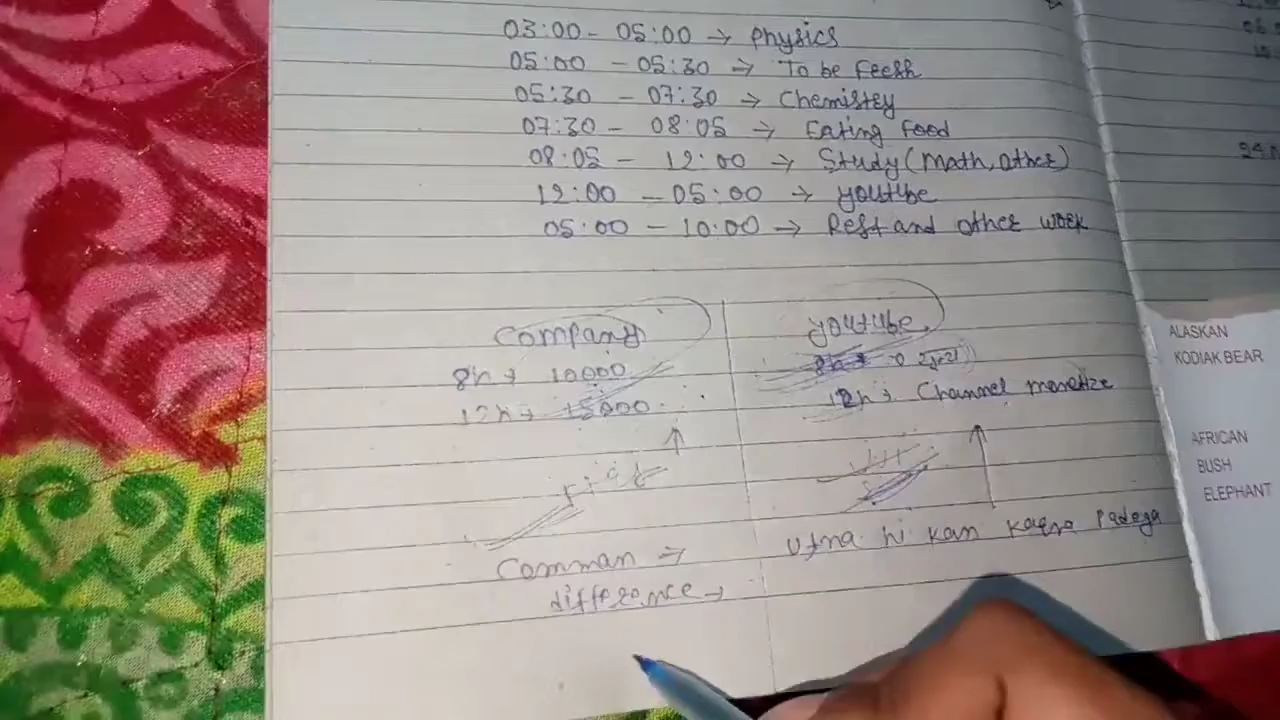 03:00 - 05:00 → Physics
05:00 - 05:30 → To be Fresh
05:30 - 07:30 → Chemistry
07:30 - 08:05 → Eating Food
08:05 - 12:00 → Study (Math, Other)
12:00 - 05:00 → youtube
05:00 - 10:00 → Rest and other work
Company
8h → 10000
12h → 15000
youtube
8h → 0
12h → Channel monetize
Comman → Utna hi kam karna Padega
difference →
ALASKAN
KODIAK BEAR
AFRICAN
BUSH
ELEPHANT